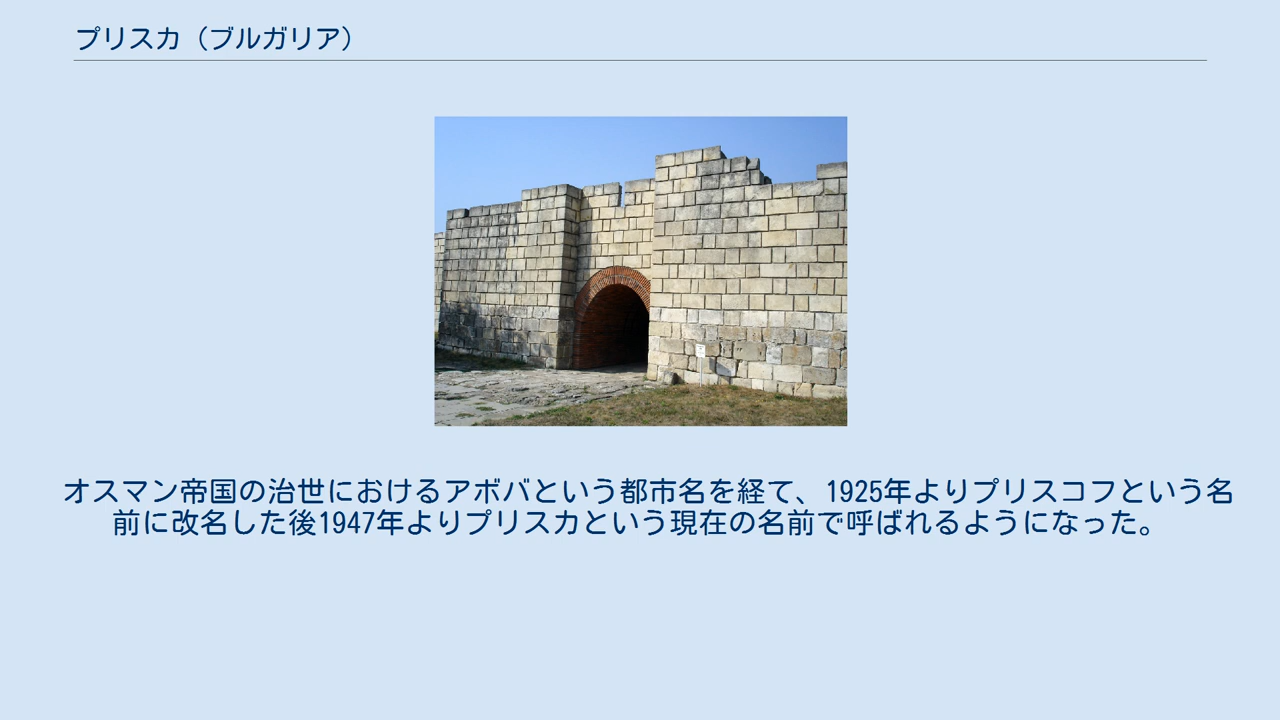 プリスカ（ブルガリア）
オスマン帝国の治世におけるアボバという都市名を経て、1925年よりプリスコフという名
前に改名した後1947年よりプリスカという現在の名前で呼ばれるようになった。